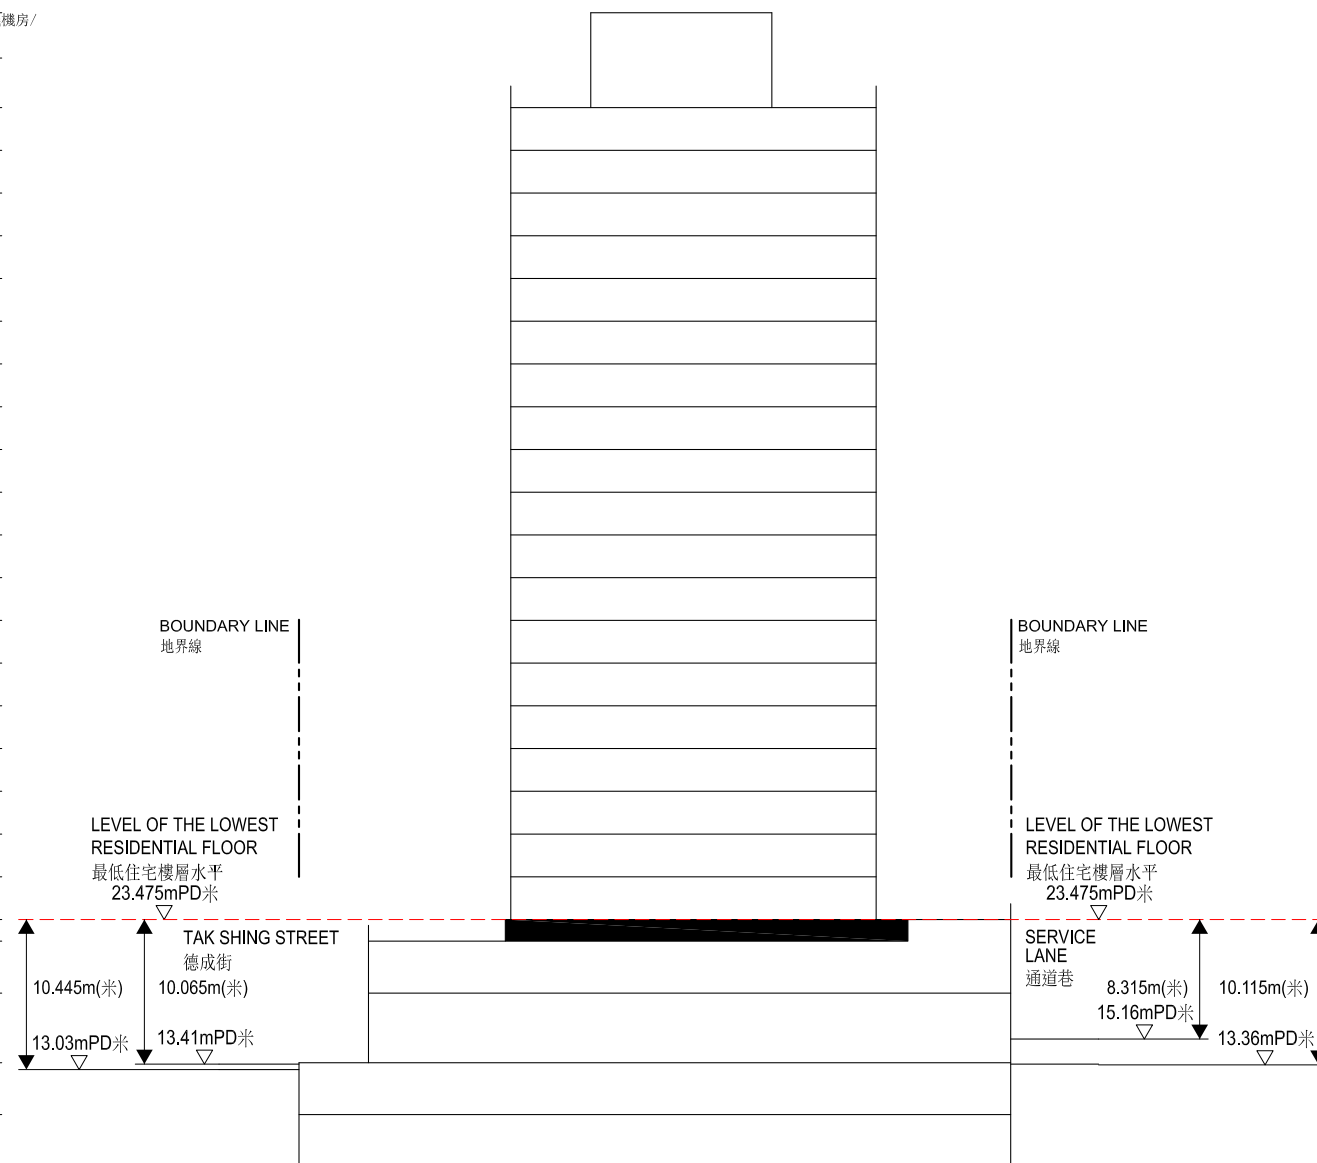 機房/
BOUNDARY LINE
地界線
BOUNDARY LINE
地界線
LEVEL OF THE LOWEST
RESIDENTIAL FLOOR
最低住宅樓層水平
23.475mPD米
LEVEL OF THE LOWEST
RESIDENTIAL FLOOR
最低住宅樓層水平
23.475mPD米
TAK SHING STREET
德成街
10.445m(米)
10.065m(米)
13.03mPD米
13.41mPD米
SERVICE
LANE
通道巷
8.315m(米)
10.115m(米)
15.16mPD米
13.36mPD米